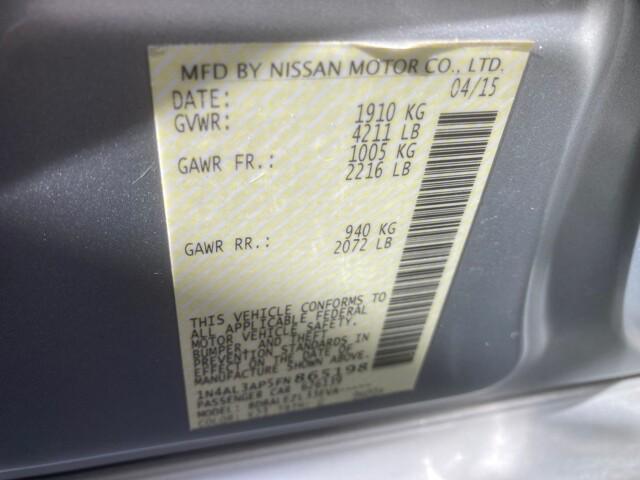 MFD BY NISSAN MOTOR CO., LTD.
DATE: 04/15
GVWR: 1910 KG
4211 LB
GAWR FR.: 1005 KG
2216 LB
GAWR RR.: 940 KG
2072 LB
THIS VEHICLE CONFORMS TO
ALL APPLICABLE FEDERAL
MOTOR VEHICLE SAFETY,
BUMPER, AND THEFT
PREVENTION STANDARDS IN
EFFECT ON THE DATE OF
MANUFACTURE SHOWN ABOVE.
1N4AL3AP5FN865198
PASSENGER CAR
MODEL:
COLOR: